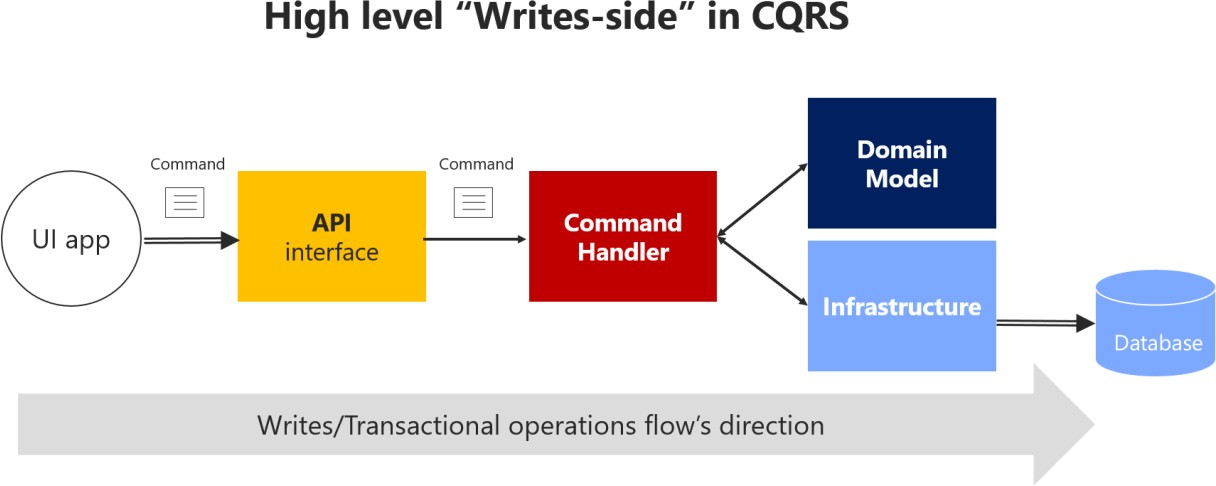 High level “Writes-side” in CQRS
Command
Command
UI app
API
interface
Command
Handler
Domain
Model
Infrastructure
Database
Writes/Transactional operations flow’s direction